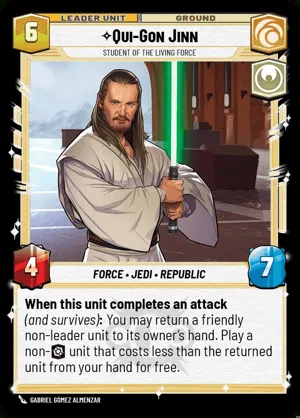 LEADER UNIT
GROUND
6
✧QUI-GON JINN
STUDENT OF THE LIVING FORCE
4
7
FORCE • JEDI • REPUBLIC
When this unit completes an attack
(and survives): You may return a friendly
non-leader unit to its owner's hand. Play a
non- unit that costs less than the returned
unit from your hand for free.
GABRIEL GOMEZ ALMENZAR